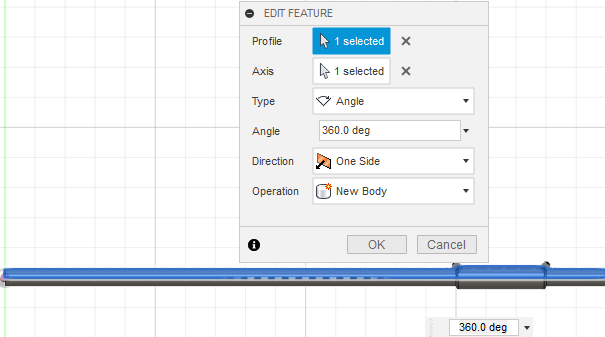 EDIT FEATURE
Profile 1 selected
Axis 1 selected
Type Angle
Angle 360.0 deg
Direction One Side
Operation New Body
OK Cancel
360.0 deg